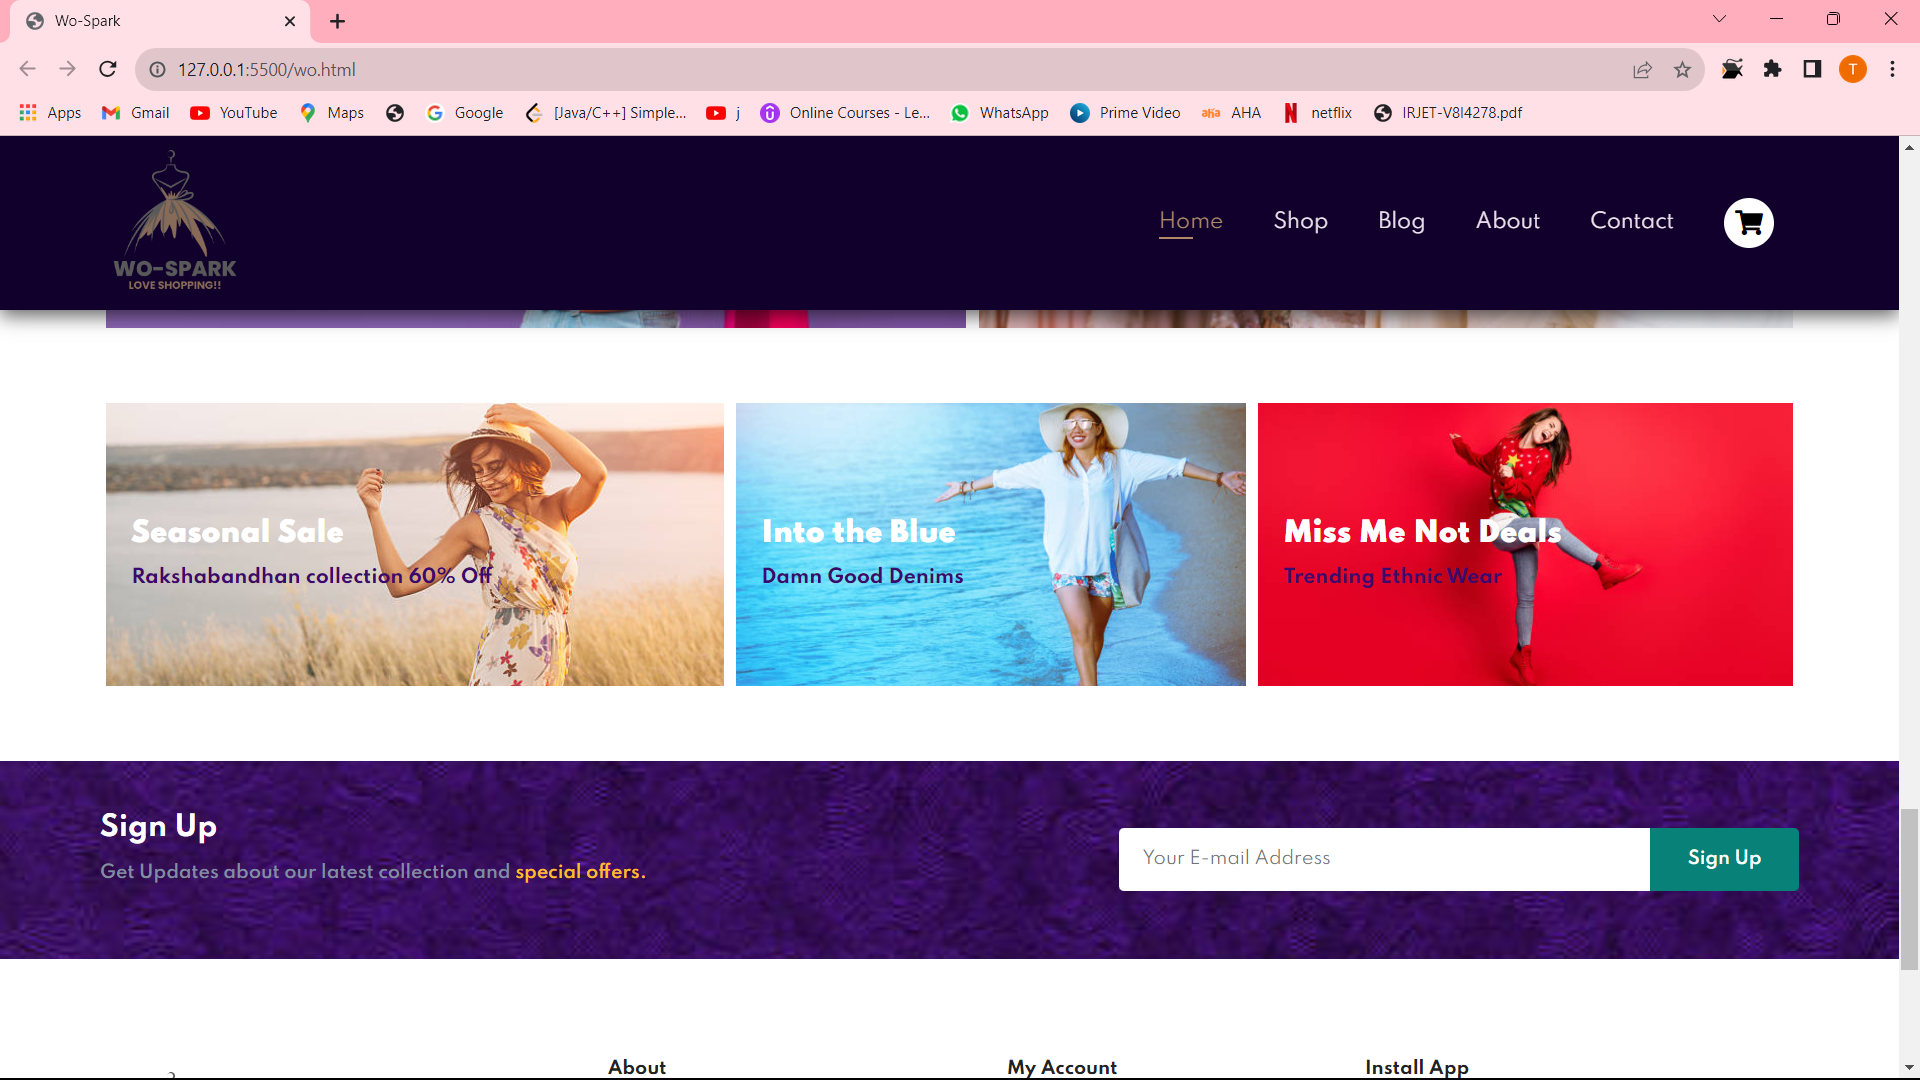 Wo-Spark
127.0.0.1:5500/wo.html
T
Apps Gmail YouTube Maps Google [Java/C++] Simple... j Online Courses - Le... WhatsApp Prime Video aha AHA netflix IRJET-V8I4278.pdf
WO-SPARK
LOVE SHOPPING!!
Home Shop Blog About Contact
Seasonal Sale
Rakshabandhan collection 60% Off
Into the Blue
Damn Good Denims
Miss Me Not Deals
Trending Ethnic Wear
Sign Up
Get Updates about our latest collection and special offers.
Your E-mail Address
Sign Up
About My Account Install App